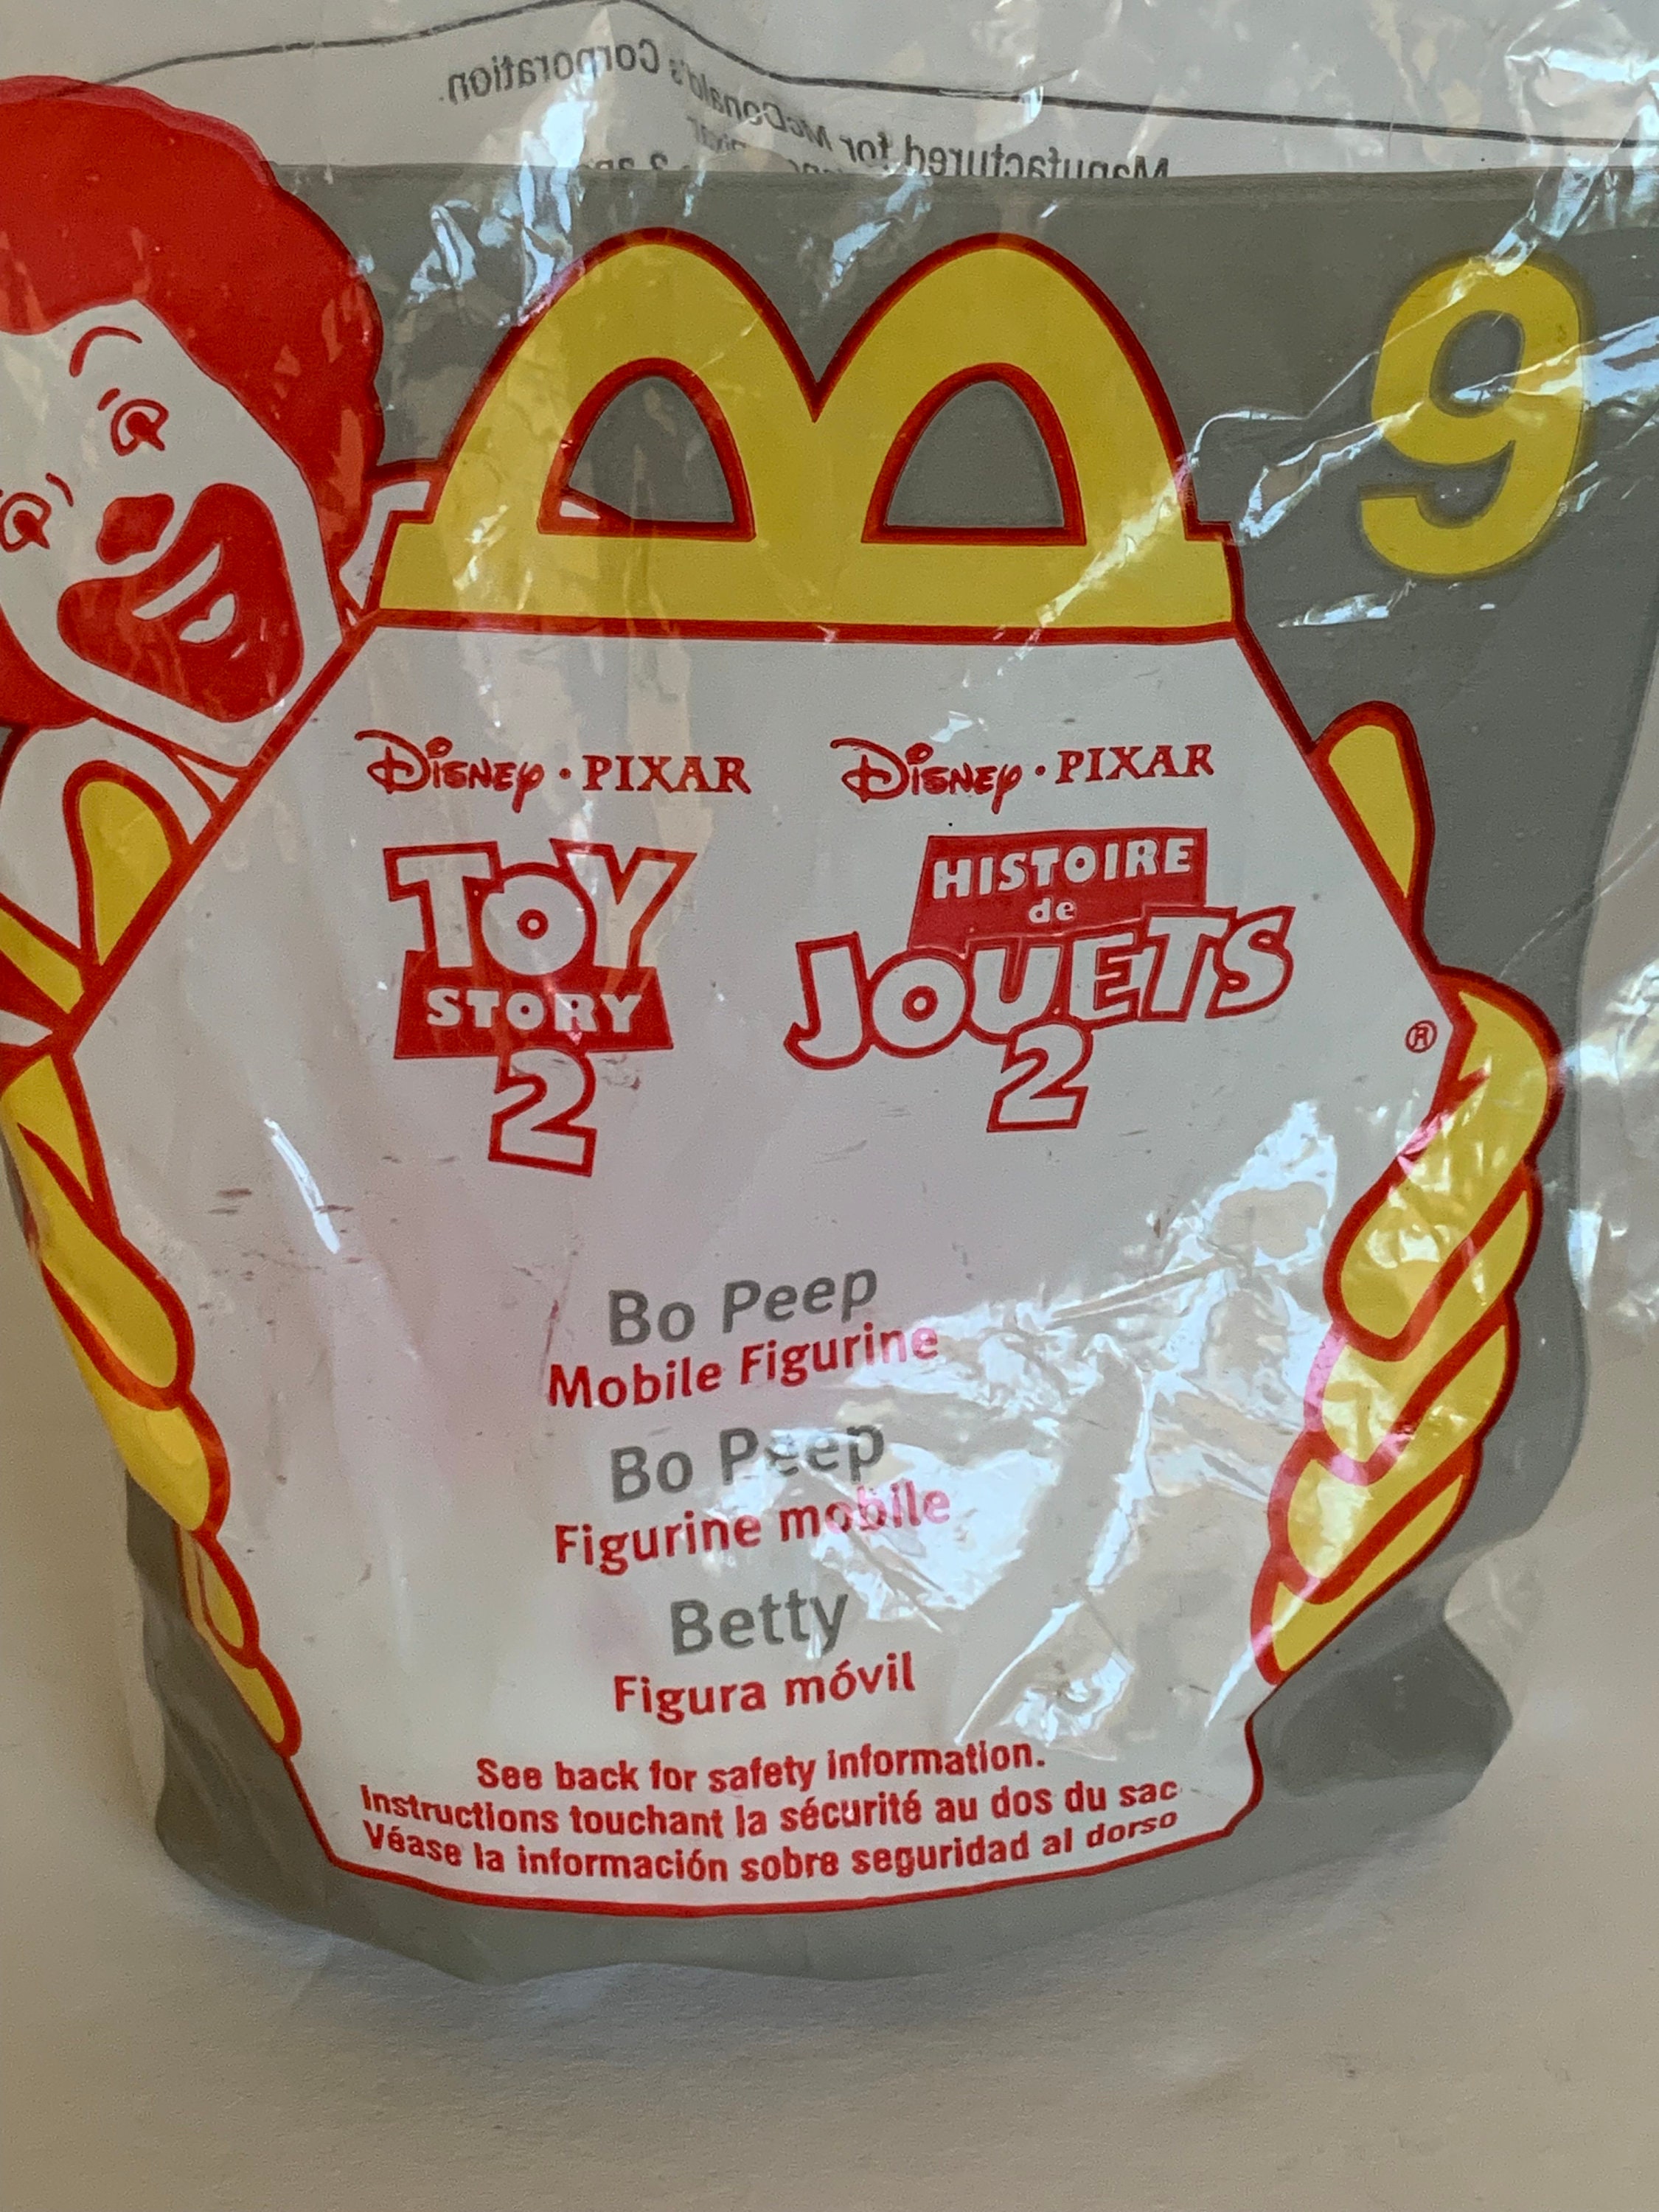 Manufactured for McDonald's Corporation.
9
Disney · PIXAR
TOY
STORY
2
Disney · PIXAR
HISTOIRE
de
JOUETS
2
®
Bo Peep
Mobile Figurine
Bo Peep
Figurine mobile
Betty
Figura móvil
See back for safety information.
Instructions touchant la sécurité au dos du sac
Véase la información sobre seguridad al dorso